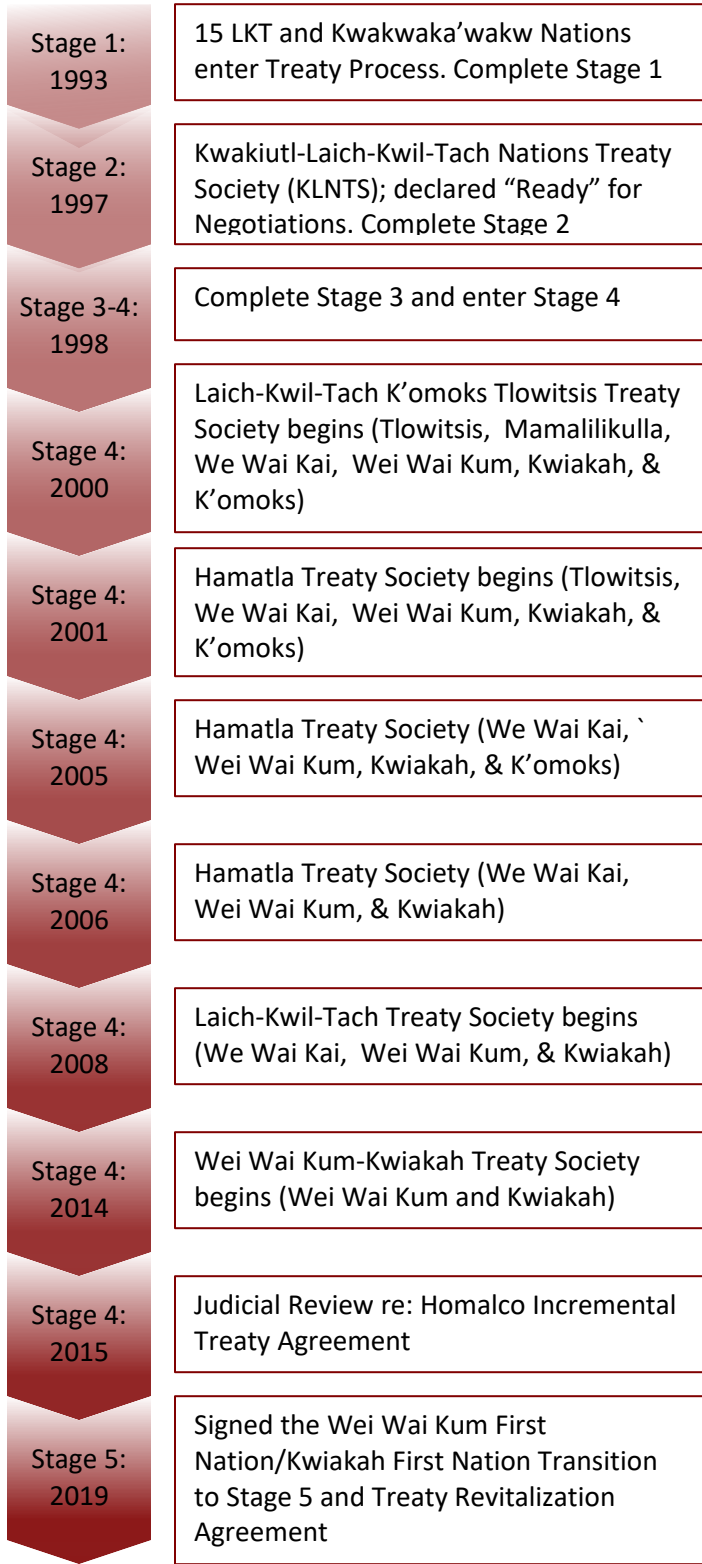 Stage 1:
1993
15 LKT and Kwakwaka’wakw Nations
enter Treaty Process. Complete Stage 1
Stage 2:
1997
Kwakiutl-Laich-Kwil-Tach Nations Treaty
Society (KLNTS); declared “Ready” for
Negotiations. Complete Stage 2
Stage 3-4:
1998
Complete Stage 3 and enter Stage 4
Stage 4:
2000
Laich-Kwil-Tach K’omoks Tlowitsis Treaty
Society begins (Tlowitsis, Mamalilikulla,
We Wai Kai, Wei Wai Kum, Kwiakah, &
K’omoks)
Stage 4:
2001
Hamatla Treaty Society begins (Tlowitsis,
We Wai Kai, Wei Wai Kum, Kwiakah, &
K’omoks)
Stage 4:
2005
Hamatla Treaty Society (We Wai Kai, `
Wei Wai Kum, Kwiakah, & K’omoks)
Stage 4:
2006
Hamatla Treaty Society (We Wai Kai,
Wei Wai Kum, & Kwiakah)
Stage 4:
2008
Laich-Kwil-Tach Treaty Society begins
(We Wai Kai, Wei Wai Kum, & Kwiakah)
Stage 4:
2014
Wei Wai Kum-Kwiakah Treaty Society
begins (Wei Wai Kum and Kwiakah)
Stage 4:
2015
Judicial Review re: Homalco Incremental
Treaty Agreement
Stage 5:
2019
Signed the Wei Wai Kum First
Nation/Kwiakah First Nation Transition
to Stage 5 and Treaty Revitalization
Agreement